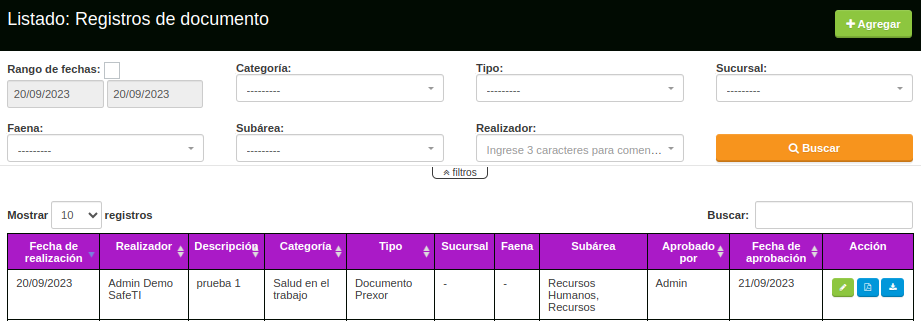 Listado: Registros de documento
Agregar
Rango de fechas:
20/09/2023 20/09/2023
Categoría:
---------
Tipo:
---------
Sucursal:
---------
Faena:
---------
Subárea:
---------
Realizador:
Ingrese 3 caracteres para comen...
Buscar
filtros
Mostrar 10 registros
Buscar:
Fecha de realización Realizador Descripción Categoría Tipo Sucursal Faena Subárea Aprobado por Fecha de aprobación Acción
20/09/2023 Admin Demo SafeTI prueba 1 Salud en el trabajo Documento Prexor - - Recursos Humanos, Recursos Admin 21/09/2023